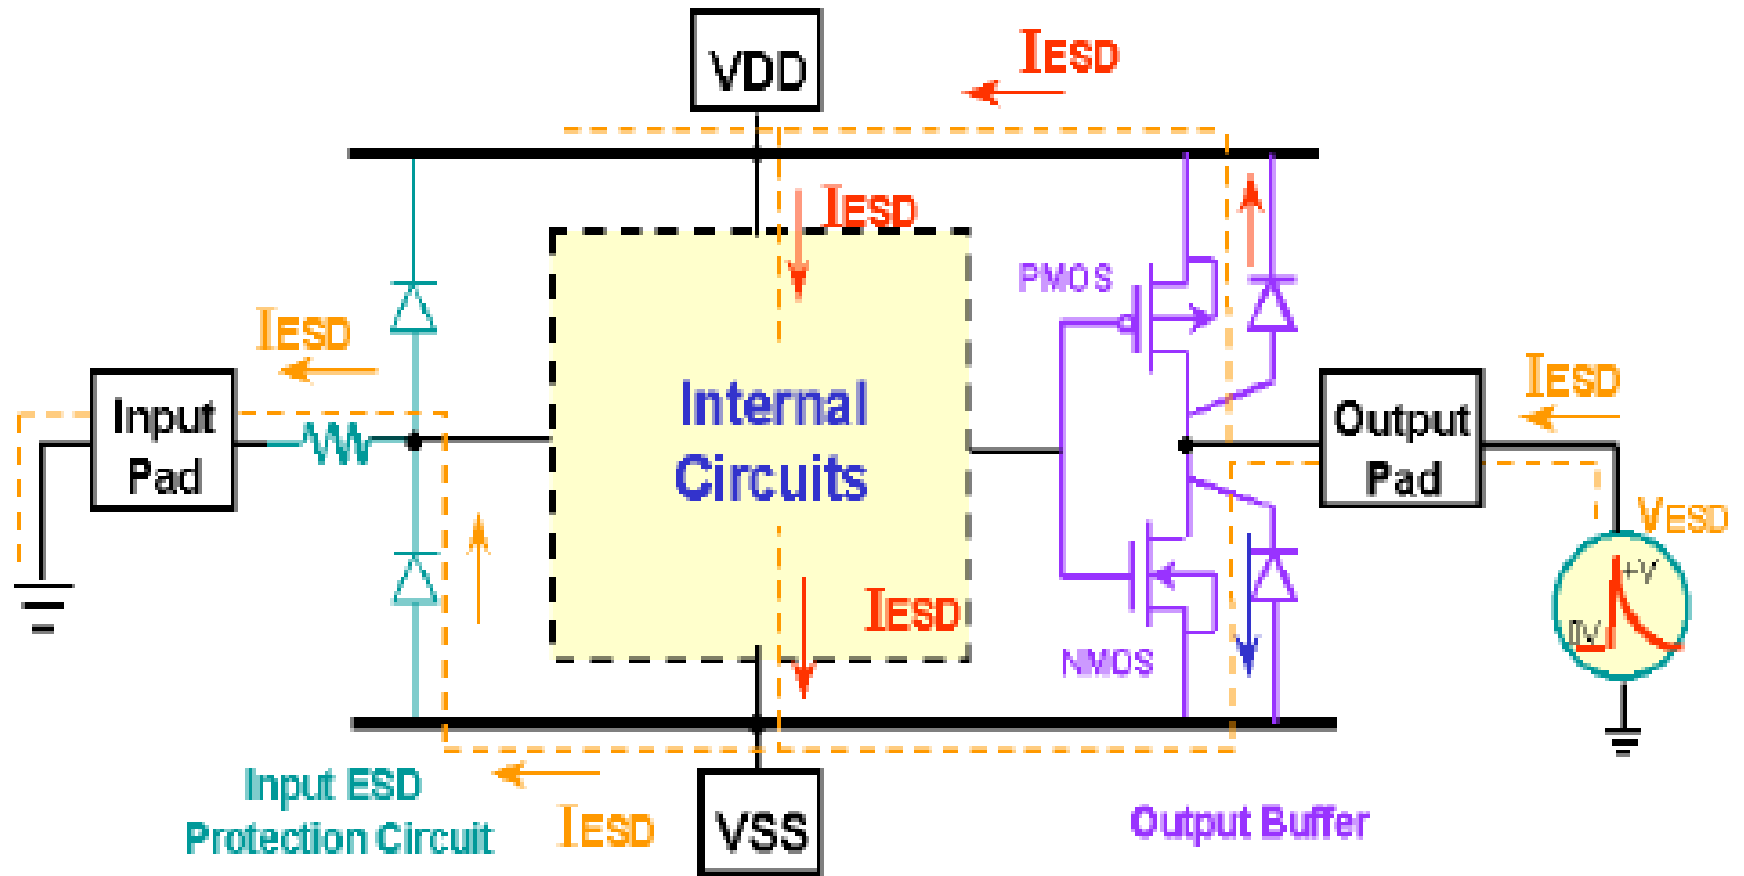 VDD
IESD
IESD
PMOS
IESD
Input
Pad
Internal
Circuits
Output
Pad
IESD
VESD
+V
0V
IESD
NMOS
Input ESD
Protection Circuit
IESD
VSS
Output Buffer